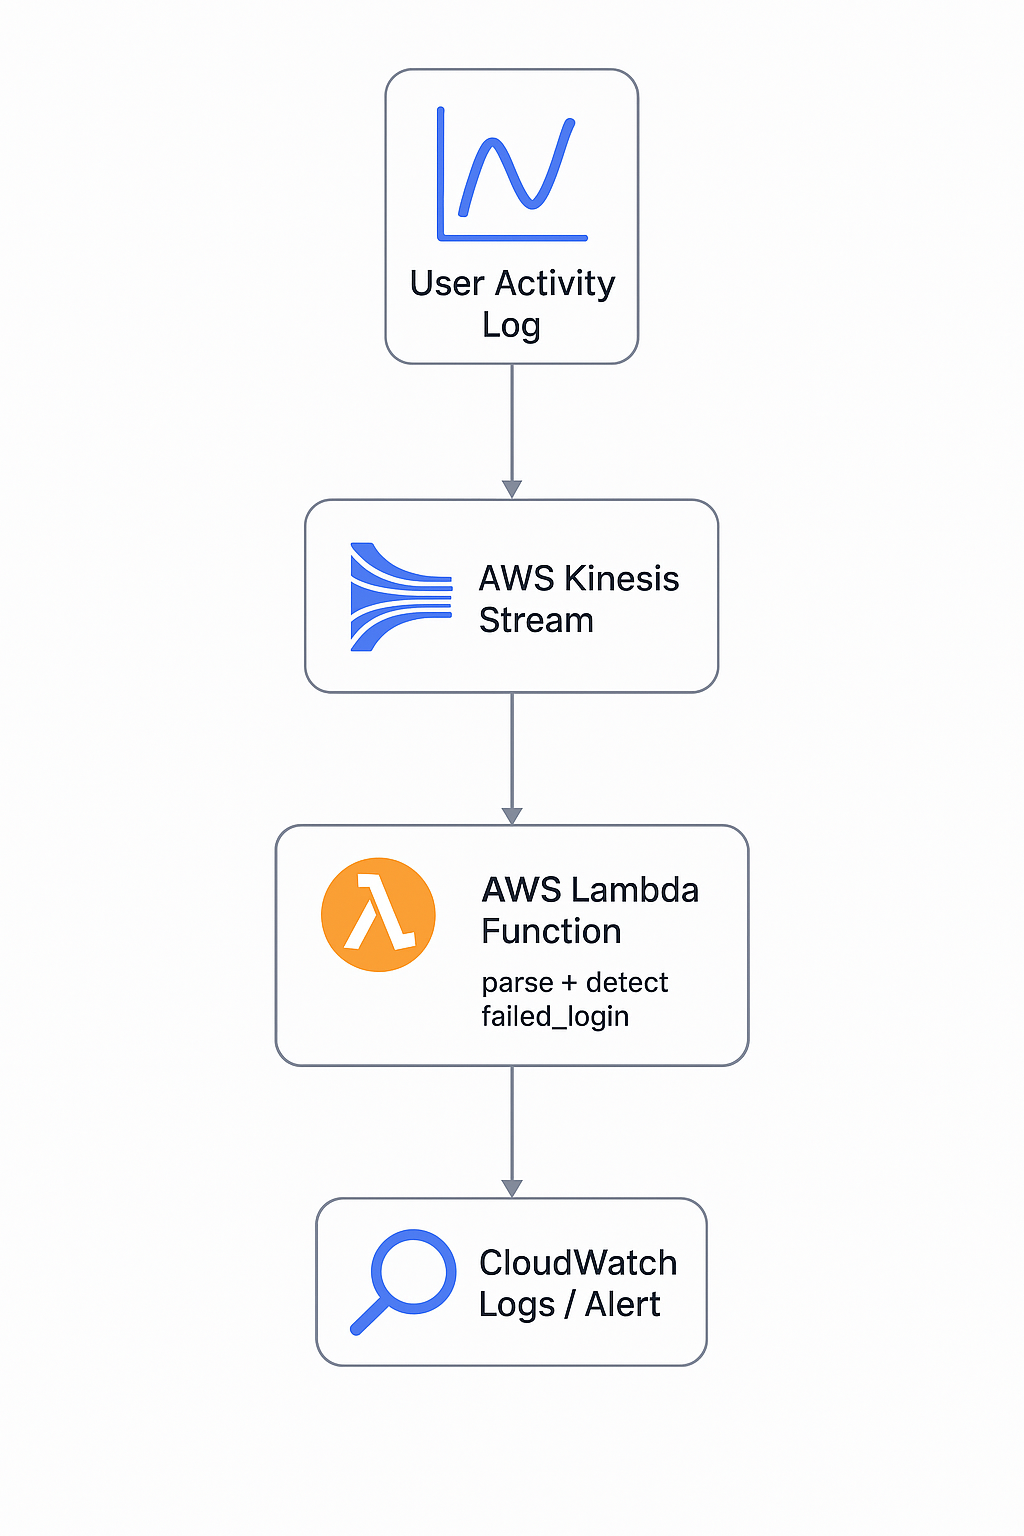 User Activity
Log
AWS Kinesis
Stream
AWS Lambda
Function
parse + detect
failed_login
CloudWatch
Logs / Alert